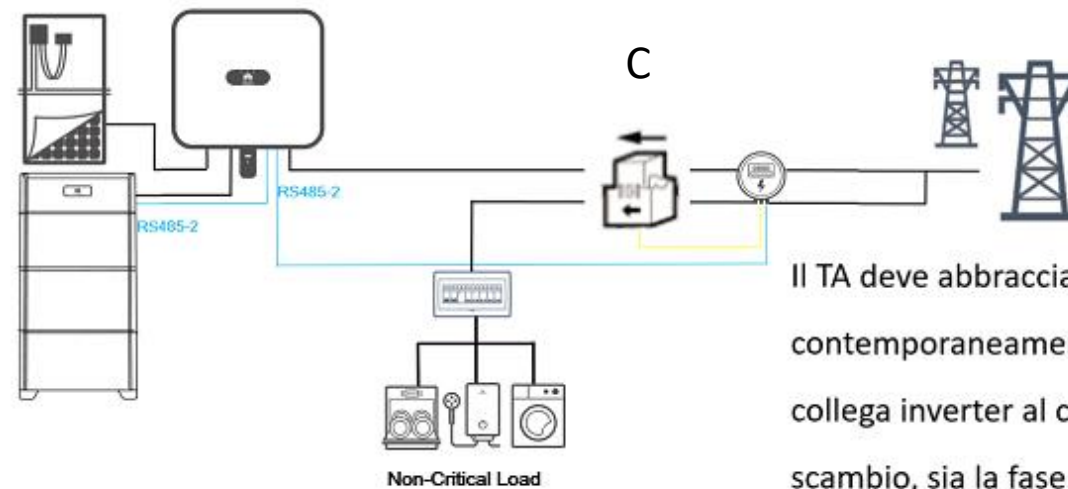 C
RS485-2
RS485-2
Il TA deve abbraccia
contemporaneame
collega inverter al c
scambio, sia la fase
Non-Critical Load